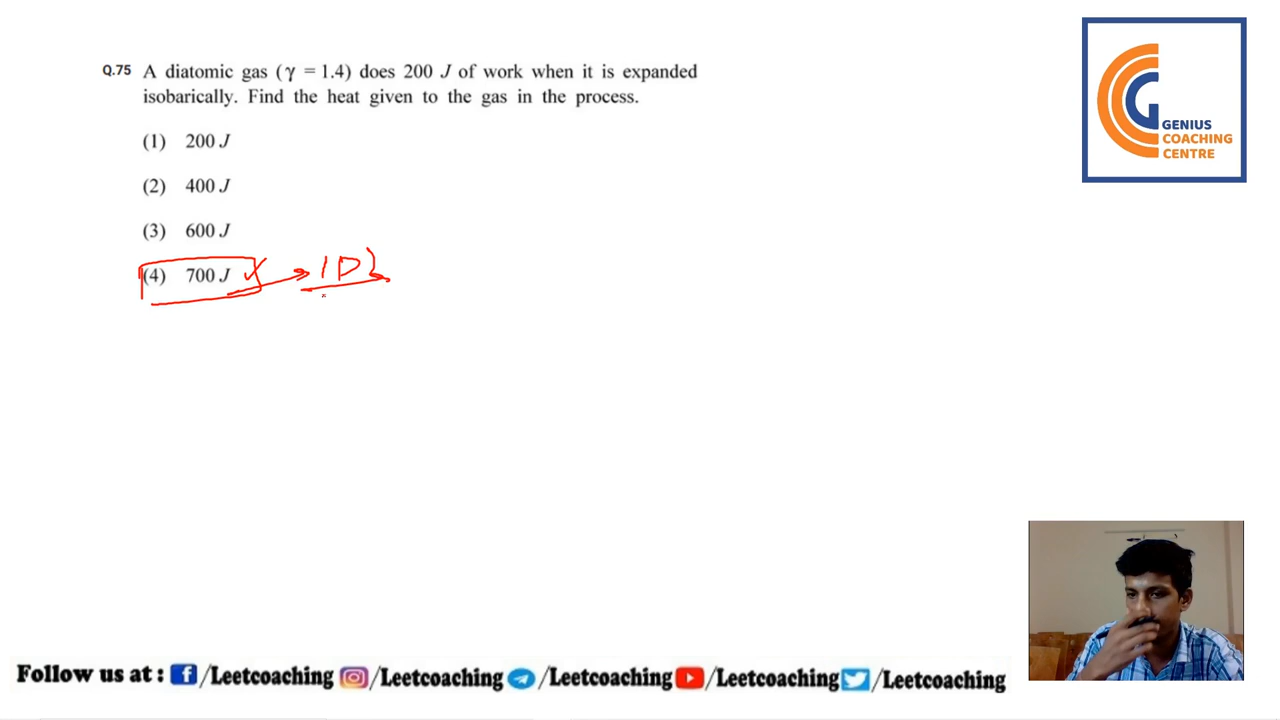 Q.75 A diatomic gas (γ = 1.4) does 200 J of work when it is expanded
isobarically. Find the heat given to the gas in the process.
(1) 200 J
(2) 400 J
(3) 600 J
(4) 700 J
GENIUS
COACHING
CENTRE
Follow us at : /Leetcoaching /Leetcoaching /Leetcoaching /Leetcoaching /Leetcoaching